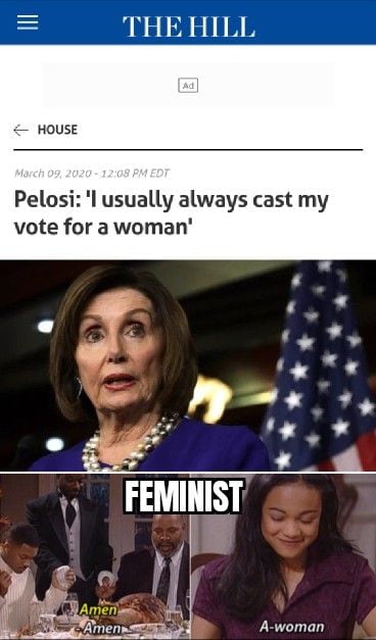 THE HILL
Ad
← HOUSE
March 09, 2020 - 12:08 PM EDT
Pelosi: 'I usually always cast my
vote for a woman'
FEMINIST
Amen
- Amen
A-woman